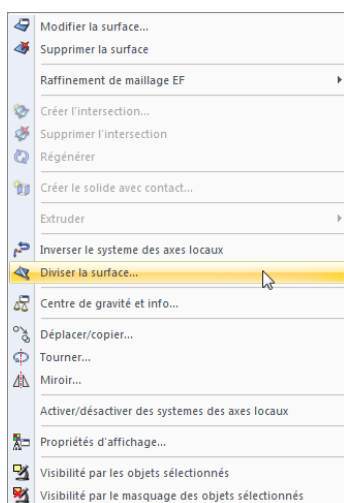 Modifier la surface...
Supprimer la surface
Raffinement de maillage EF
Créer l'intersection...
Supprimer l'intersection
Régénérer
Créer le solide avec contact...
Extruder
Inverser le systeme des axes locaux
Diviser la surface...
Centre de gravité et info...
Déplacer/copier...
Tourner...
Miroir...
Activer/désactiver des systemes des axes locaux
Propriétés d'affichage...
Visibilité par les objets sélectionnés
Visibilité par le masquage des objets sélectionnés